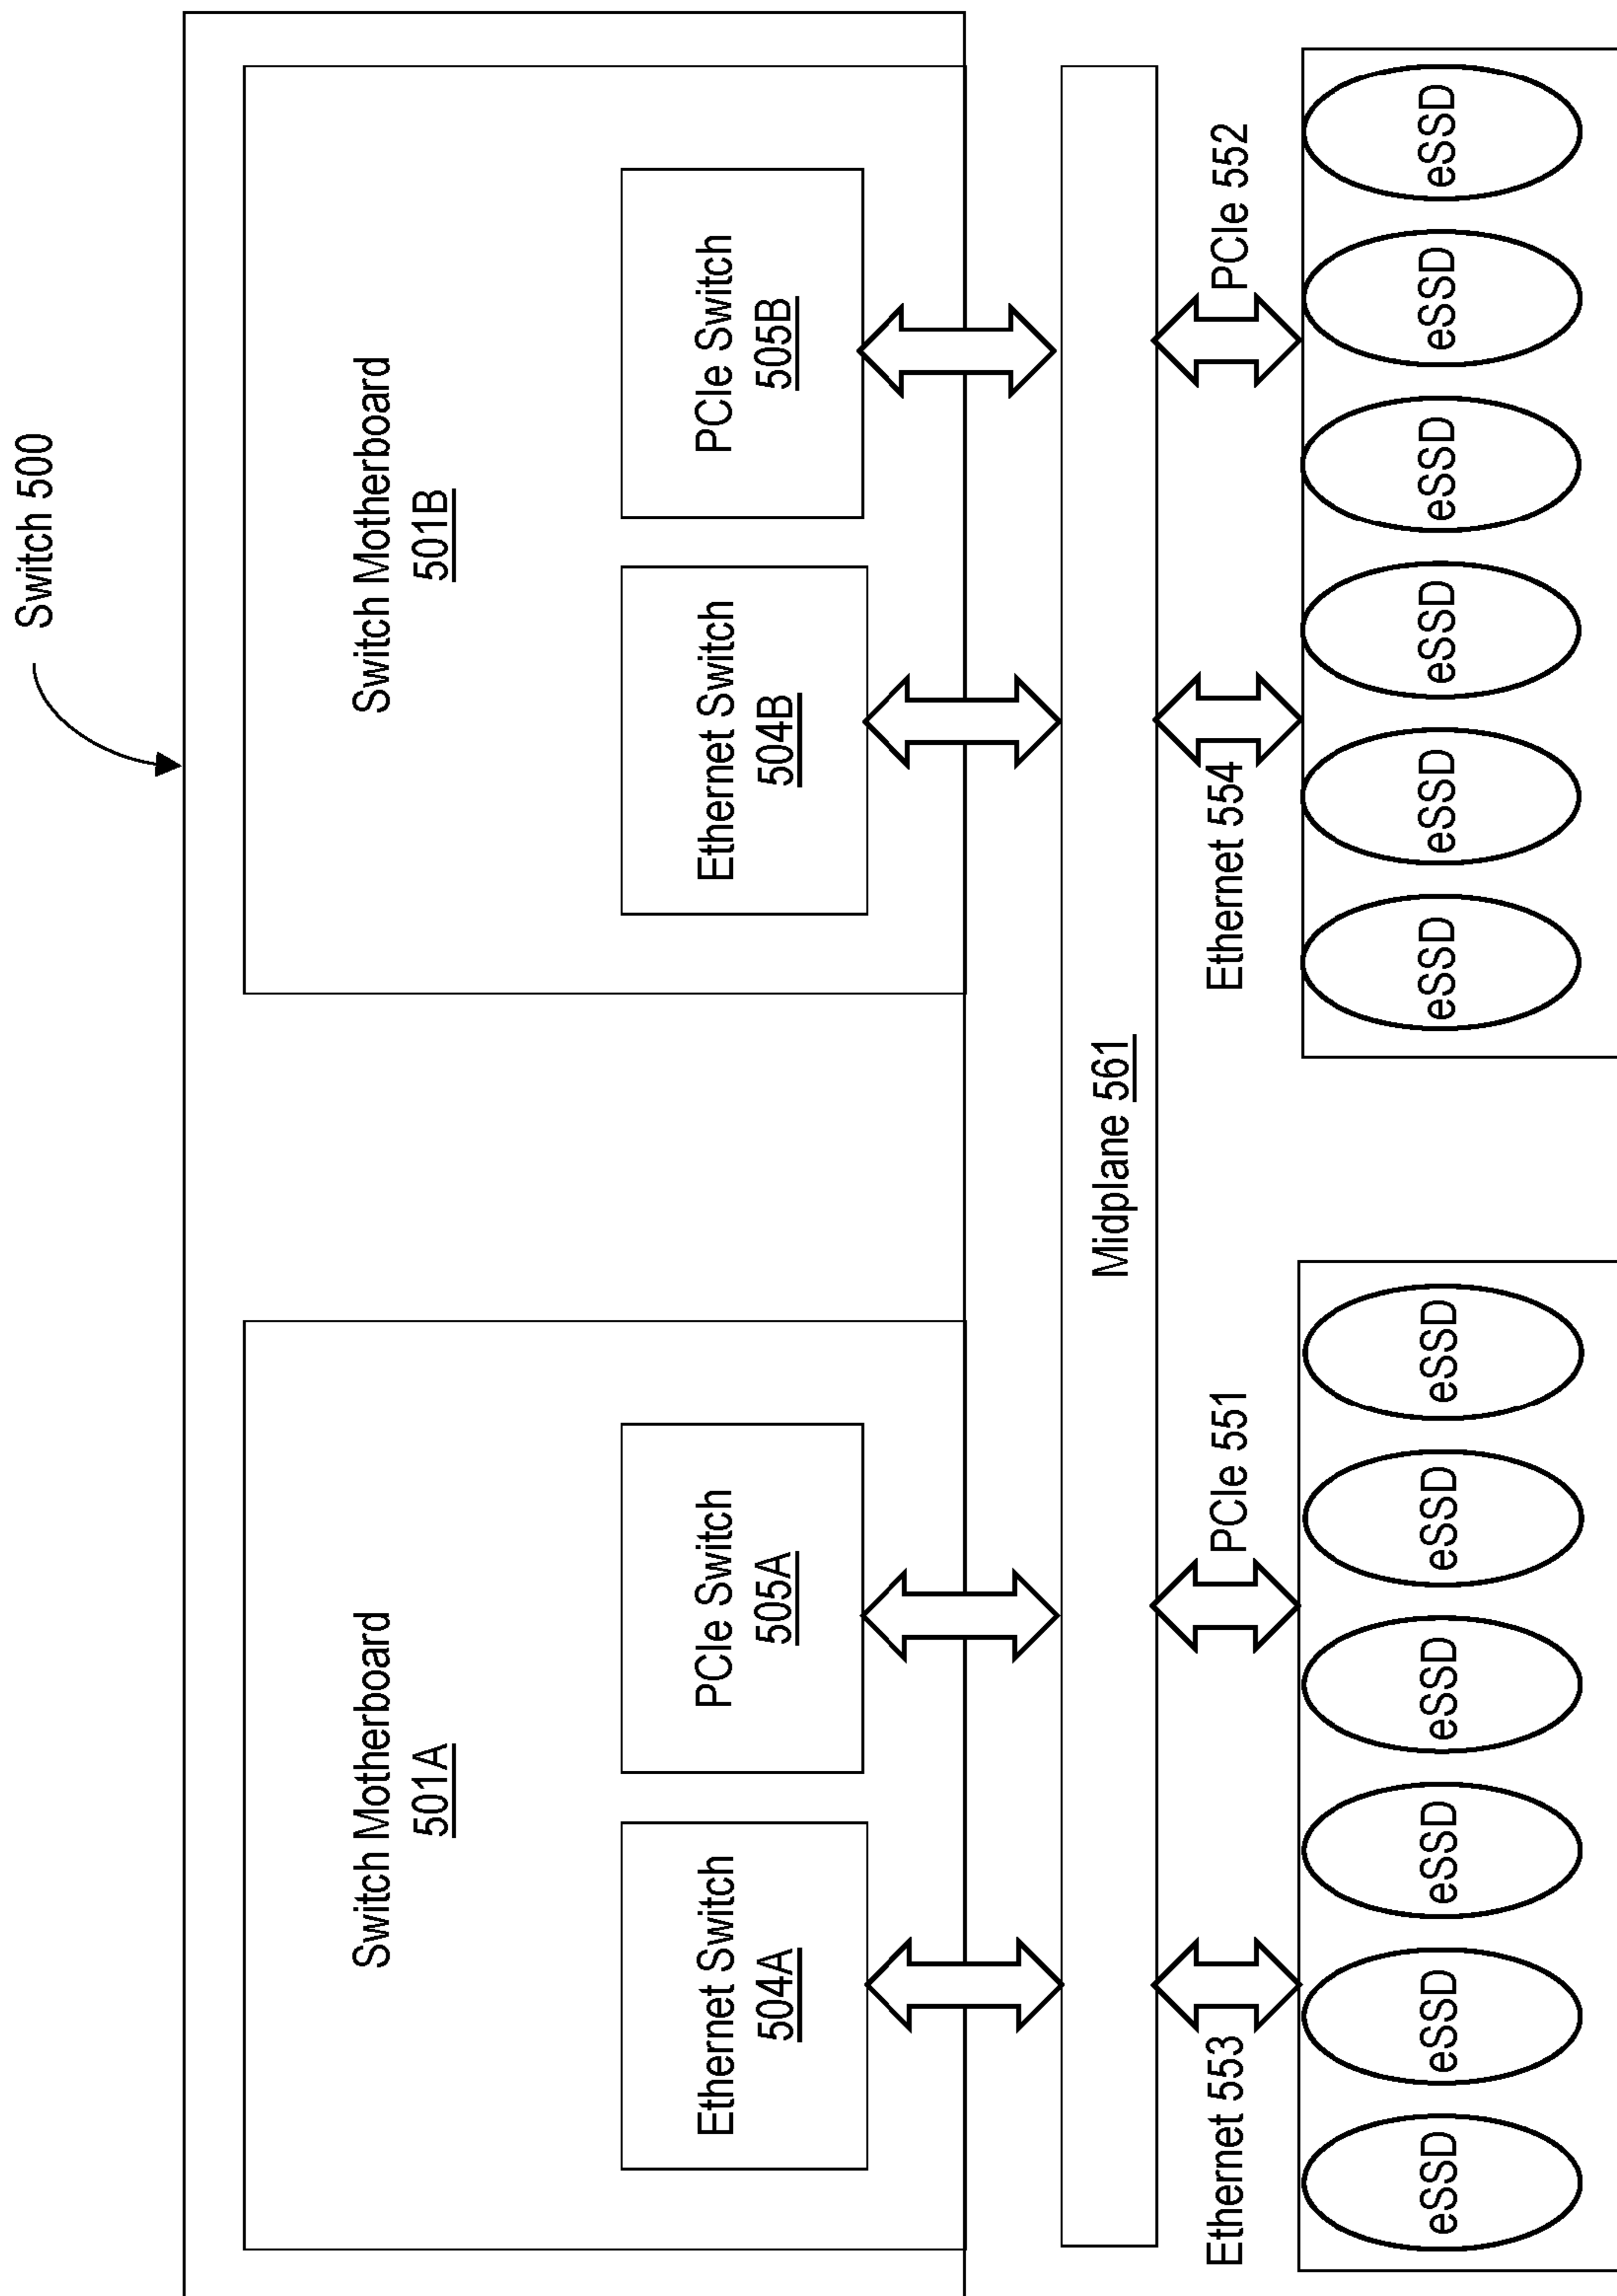 Switch 500
Switch Motherboard
501A
Switch Motherboard
501B
Ethernet Switch
504A
PCIe Switch
505A
Ethernet Switch
504B
PCIe Switch
505B
Midplane 561
Ethernet 553
PCIe 551
Ethernet 554
PCIe 552
eSSD
eSSD
eSSD
eSSD
eSSD
eSSD
eSSD
eSSD
eSSD
eSSD
eSSD
eSSD